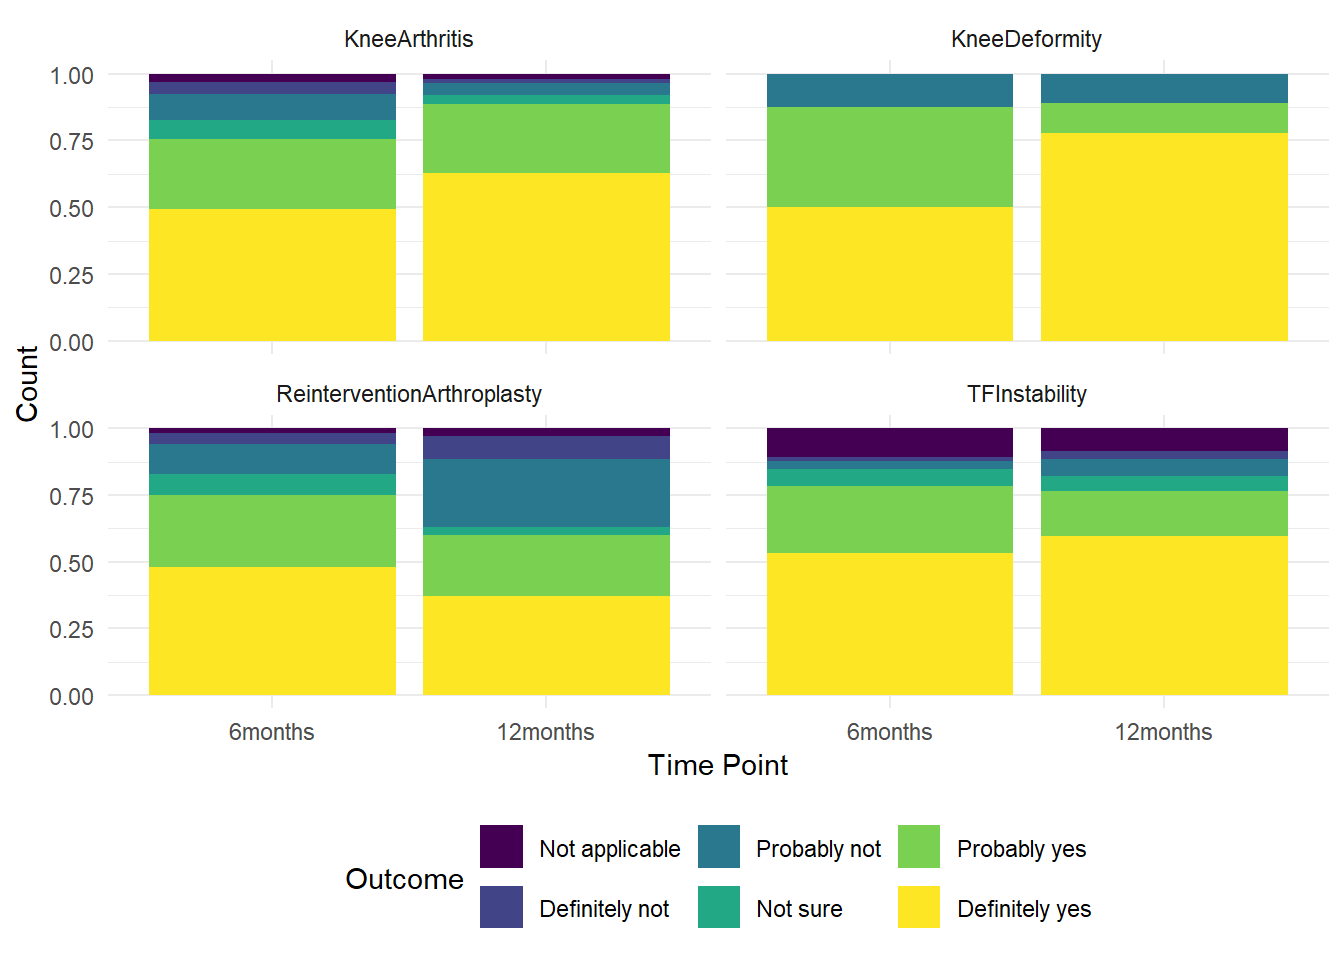 KneeArthritis KneeDeformity
1.00
0.75
0.50
0.25
0.00
ReinterventionArthroplasty TFInstability
1.00
0.75
0.50
0.25
0.00
Count
6months 12months 6months 12months
Time Point
Outcome
Not applicable Probably not Probably yes
Definitely not Not sure Definitely yes